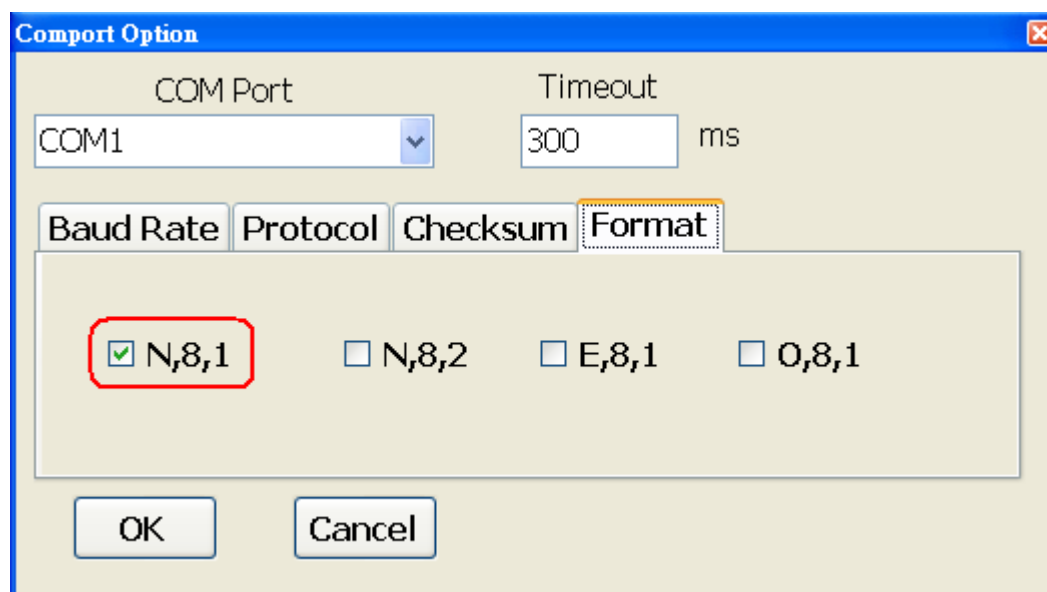 Comport Option
COM Port Timeout
COM1 300 ms
Baud Rate Protocol Checksum Format
N,8,1 N,8,2 E,8,1 O,8,1
OK Cancel